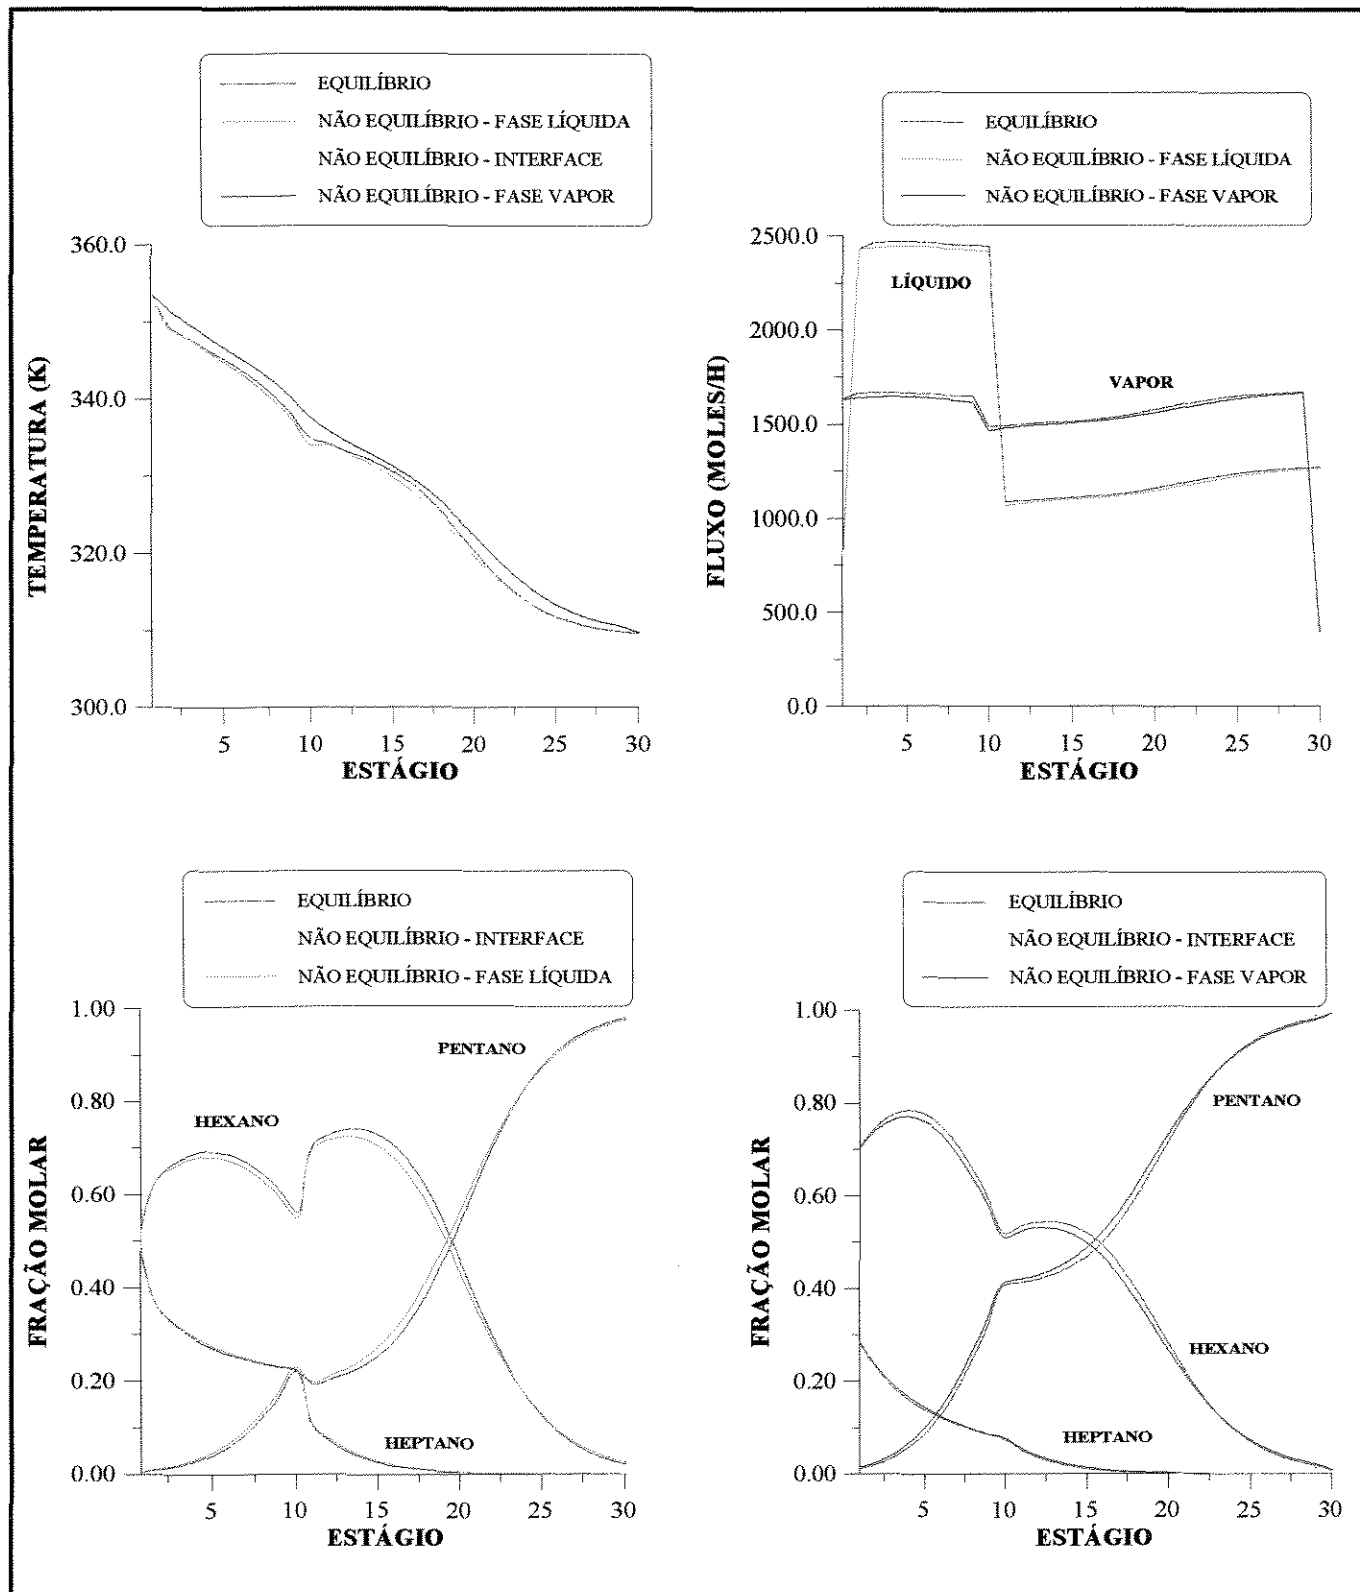 EQUILÍBRIO
NÃO EQUILÍBRIO - FASE LÍQUIDA
NÃO EQUILÍBRIO - INTERFACE
NÃO EQUILÍBRIO - FASE VAPOR
360.0
340.0
320.0
300.0
TEMPERATURA (K)
5 10 15 20 25 30
ESTÁGIO
EQUILÍBRIO
NÃO EQUILÍBRIO - FASE LÍQUIDA
NÃO EQUILÍBRIO - FASE VAPOR
2500.0
2000.0
1500.0
1000.0
500.0
0.0
FLUXO (MOLES/H)
LÍQUIDO
VAPOR
5 10 15 20 25 30
ESTÁGIO
EQUILÍBRIO
NÃO EQUILÍBRIO - INTERFACE
NÃO EQUILÍBRIO - FASE LÍQUIDA
1.00
0.80
0.60
0.40
0.20
0.00
FRAÇÃO MOLAR
PENTANO
HEXANO
HEPTANO
5 10 15 20 25 30
ESTÁGIO
EQUILÍBRIO
NÃO EQUILÍBRIO - INTERFACE
NÃO EQUILÍBRIO - FASE VAPOR
1.00
0.80
0.60
0.40
0.20
0.00
FRAÇÃO MOLAR
PENTANO
HEXANO
HEPTANO
5 10 15 20 25 30
ESTÁGIO